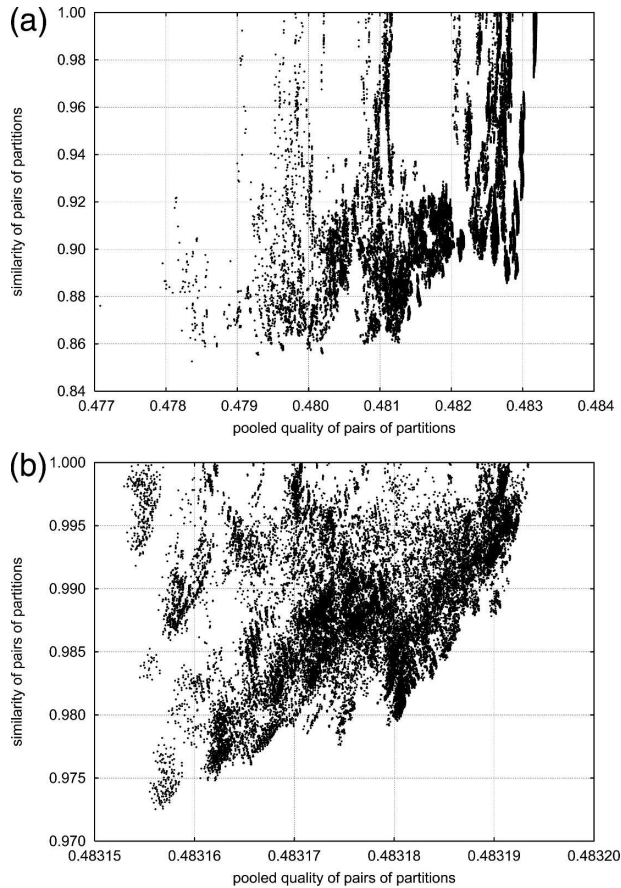 (a)
1.00
0.98
0.96
0.94
0.92
0.90
0.88
0.86
0.84
similarity of pairs of partitions
0.477 0.478 0.479 0.480 0.481 0.482 0.483 0.484
pooled quality of pairs of partitions
(b)
1.000
0.995
0.990
0.985
0.980
0.975
0.970
similarity of pairs of partitions
0.48315 0.48316 0.48317 0.48318 0.48319 0.48320
pooled quality of pairs of partitions